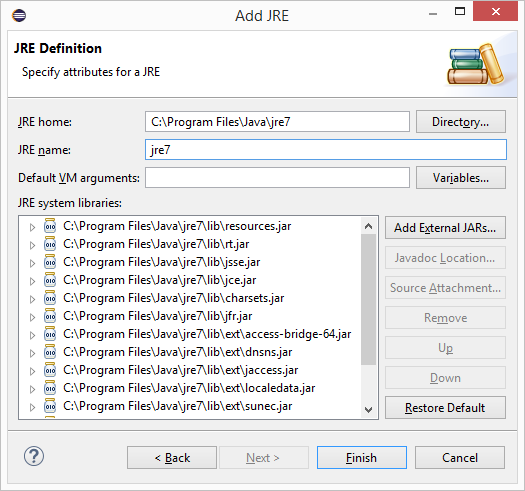 Add JRE
JRE Definition
Specify attributes for a JRE
JRE home: C:\Program Files\Java\jre7 Directory...
JRE name: jre7
Default VM arguments: Variables...
JRE system libraries:
C:\Program Files\Java\jre7\lib\resources.jar Add External JARs...
C:\Program Files\Java\jre7\lib\rt.jar
C:\Program Files\Java\jre7\lib\jsse.jar Javadoc Location...
C:\Program Files\Java\jre7\lib\jce.jar Source Attachment...
C:\Program Files\Java\jre7\lib\charsets.jar
C:\Program Files\Java\jre7\lib\jfr.jar Remove
C:\Program Files\Java\jre7\lib\ext\access-bridge-64.jar
C:\Program Files\Java\jre7\lib\ext\dnsns.jar Up
C:\Program Files\Java\jre7\lib\ext\jaccess.jar Down
C:\Program Files\Java\jre7\lib\ext\localedata.jar
C:\Program Files\Java\jre7\lib\ext\sunec.jar Restore Default
? < Back Next > Finish Cancel